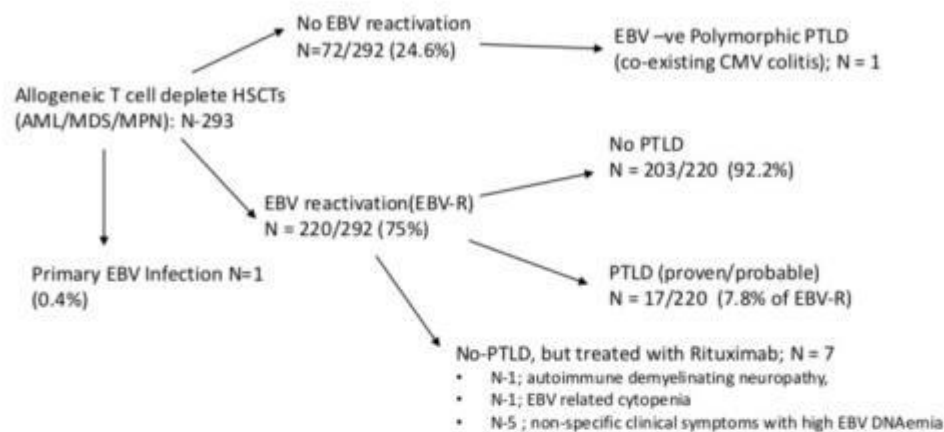 No EBV reactivation
N=72/292 (24.6%)
EBV –ve Polymorphic PTLD
(co-existing CMV colitis); N = 1
Allogeneic T cell deplete HSCTs
(AML/MDS/MPN): N-293
No PTLD
N = 203/220 (92.2%)
EBV reactivation(EBV-R)
N = 220/292 (75%)
Primary EBV Infection N=1
(0.4%)
PTLD (proven/probable)
N = 17/220 (7.8% of EBV-R)
No-PTLD, but treated with Rituximab; N = 7
• N-1; autoimmune demyelinating neuropathy,
• N-1; EBV related cytopenia
• N-5 ; non-specific clinical symptoms with high EBV DNAemia